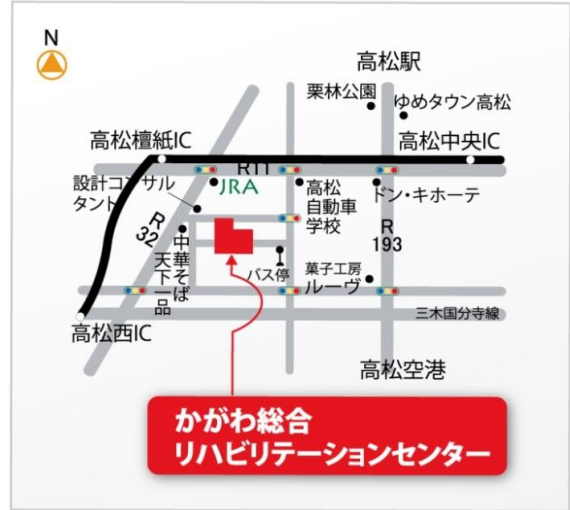 N
高松駅
栗林公園
ゆめタウン高松
高松檀紙IC
高松中央IC
R11
設計コンサル
タント
JRA
高松
自動車
学校
ドン・キホーテ
R
32
中華そば
天下一品
R
193
バス停
菓子工房
ルーヴ
三木国分寺線
高松西IC
高松空港
かがわ総合
リハビリテーションセンター